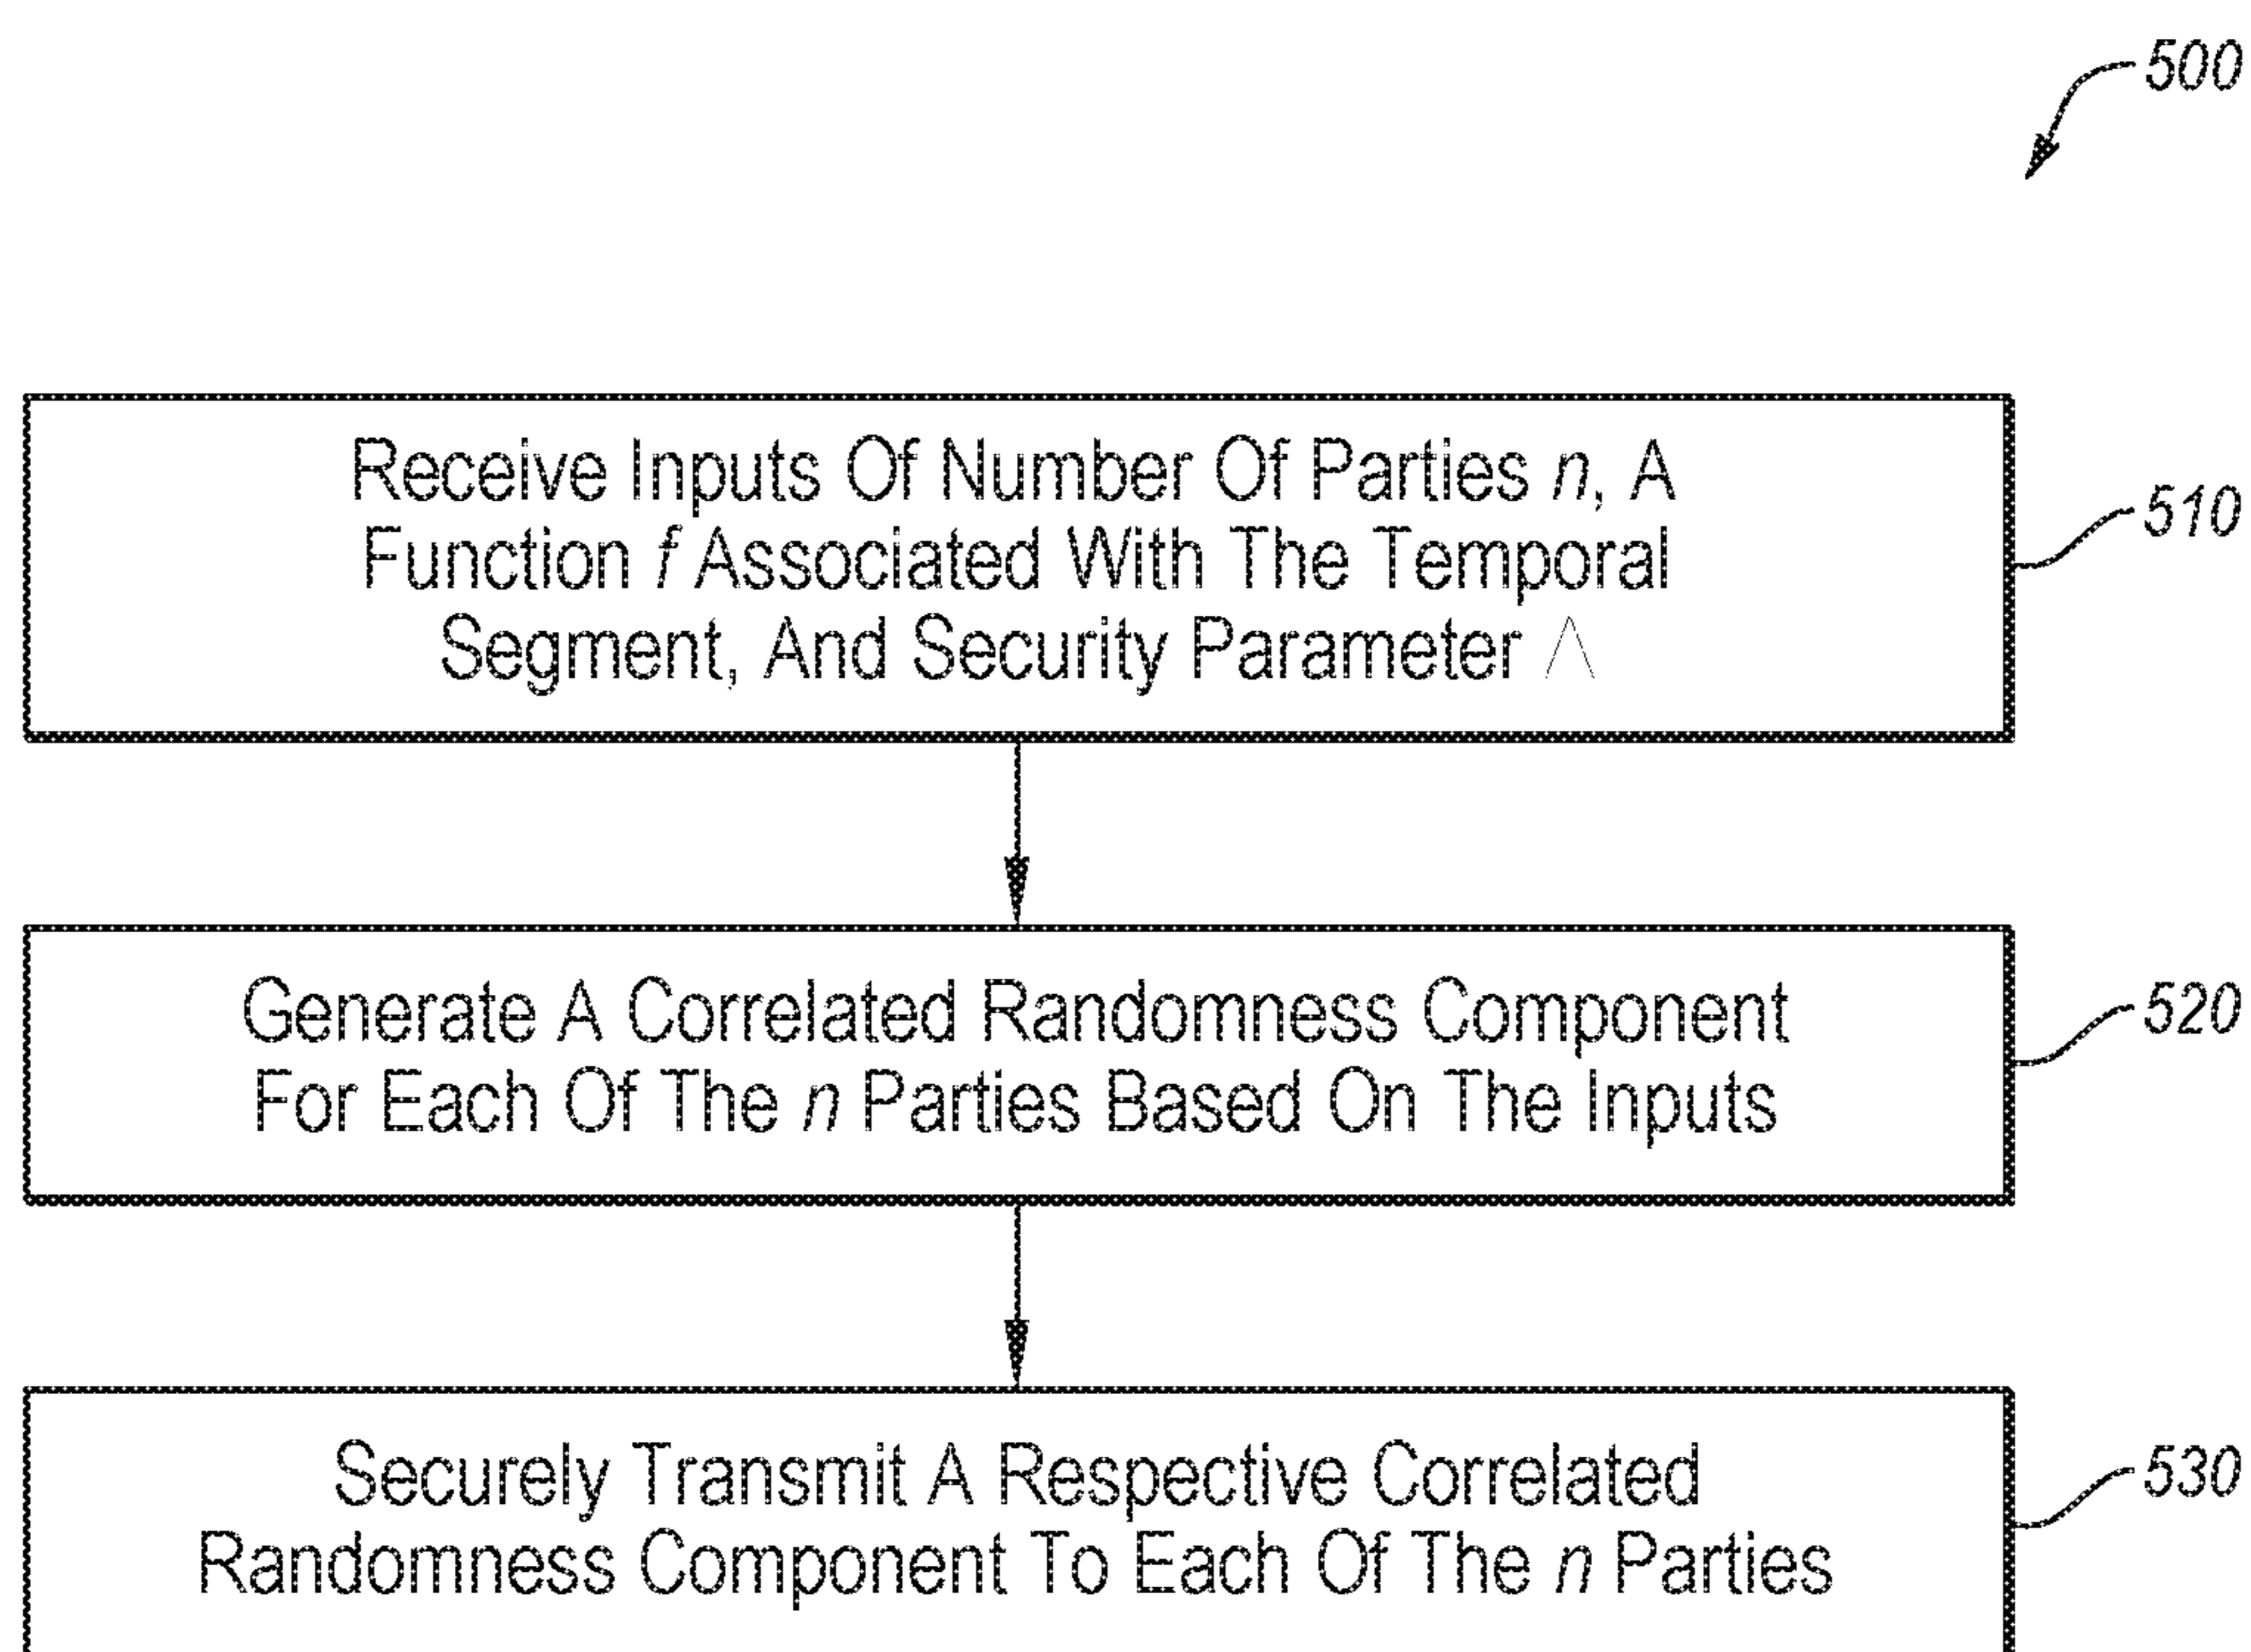 500
Receive Inputs Of Number Of Parties n, A
Function f Associated With The Temporal
Segment, And Security Parameter Λ
510
Generate A Correlated Randomness Component
For Each Of The n Parties Based On The Inputs
520
Securely Transmit A Respective Correlated
Randomness Component To Each Of The n Parties
530